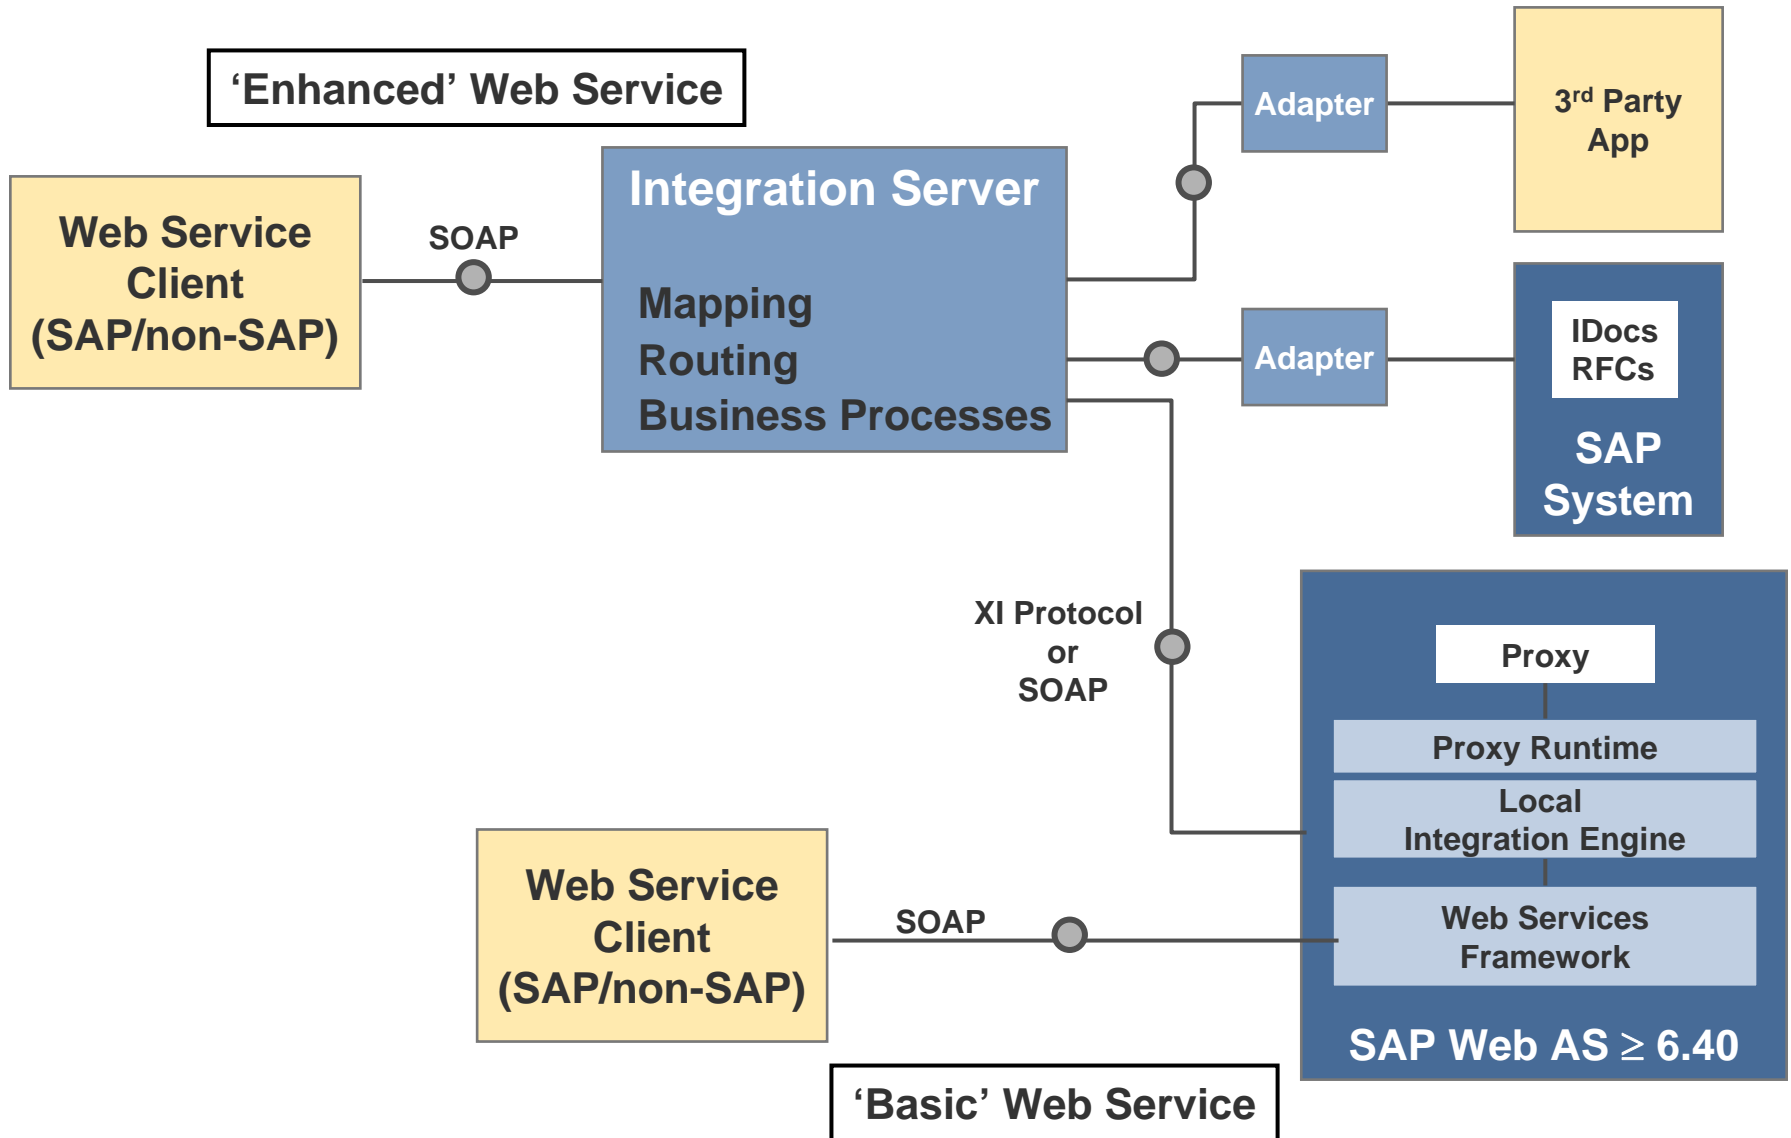 ‘Enhanced’ Web Service
Web Service
Client
(SAP/non-SAP)
SOAP
Integration Server
Mapping
Routing
Business Processes
Adapter
3rd Party
App
Adapter
IDocs
RFCs
SAP
System
XI Protocol
or
SOAP
Proxy
Proxy Runtime
Local
Integration Engine
Web Services
Framework
SAP Web AS ≥ 6.40
Web Service
Client
(SAP/non-SAP)
SOAP
‘Basic’ Web Service